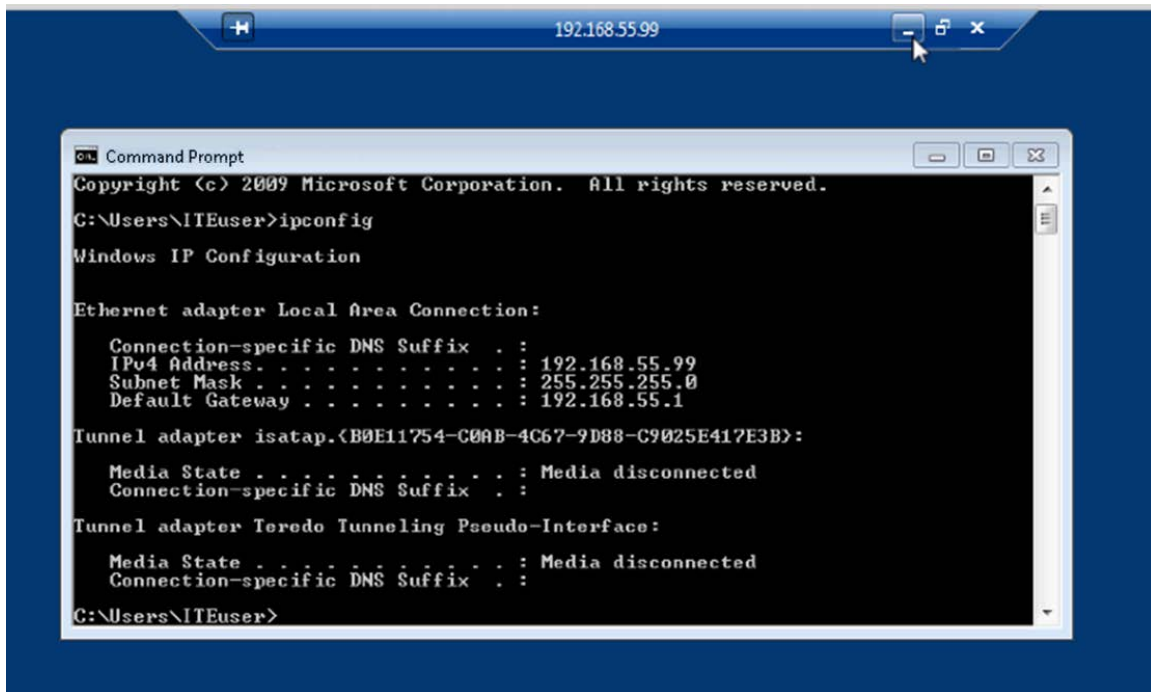 192.168.55.99
Command Prompt
Copyright (c) 2009 Microsoft Corporation.  All rights reserved.
C:\Users\ITEuser>ipconfig
Windows IP Configuration
Ethernet adapter Local Area Connection:
Connection-specific DNS Suffix  . :
IPv4 Address. . . . . . . . . . . : 192.168.55.99
Subnet Mask . . . . . . . . . . . : 255.255.255.0
Default Gateway . . . . . . . . . : 192.168.55.1
Tunnel adapter isatap.{B0E11754-C0AB-4C67-9D88-C9025E417E3B}:
Media State . . . . . . . . . . . : Media disconnected
Connection-specific DNS Suffix  . :
Tunnel adapter Teredo Tunneling Pseudo-Interface:
Media State . . . . . . . . . . . : Media disconnected
Connection-specific DNS Suffix  . :
C:\Users\ITEuser>